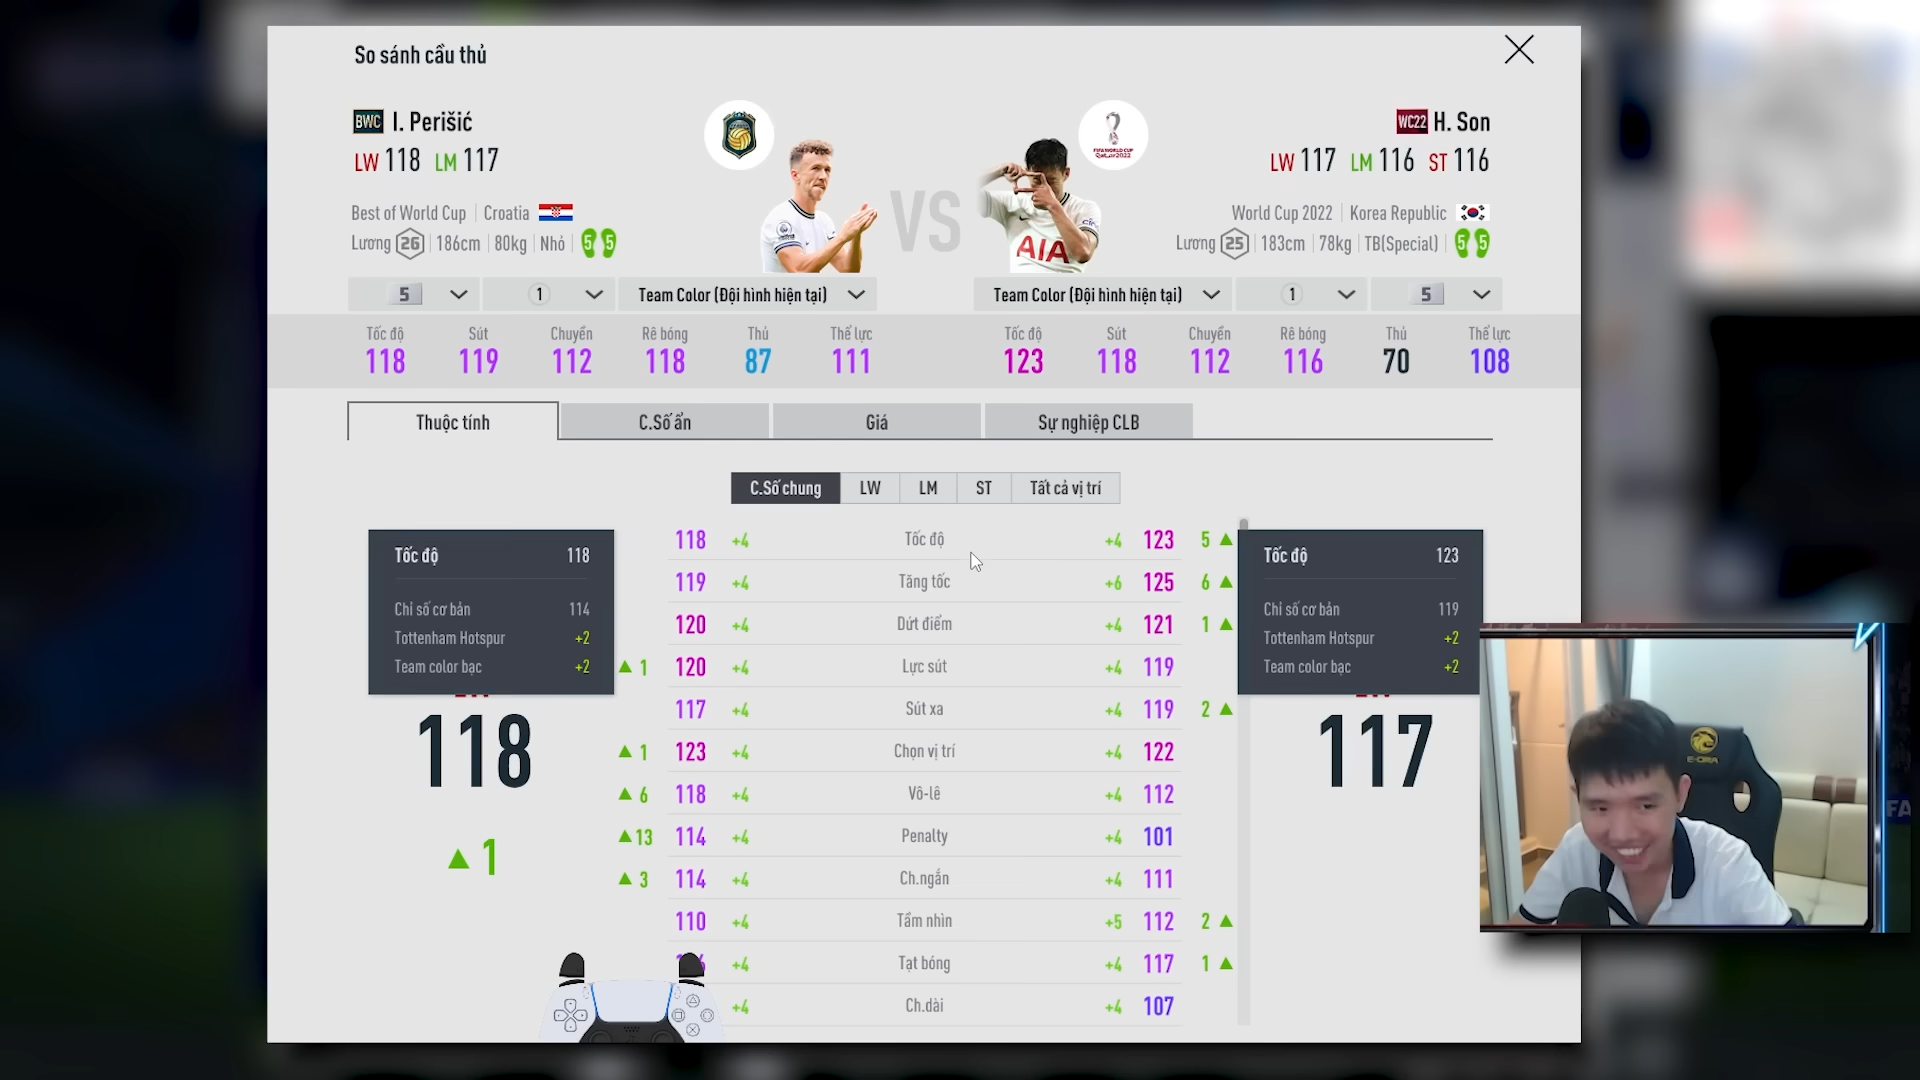 So sánh cầu thủ
BWC I. Perišić
LW 118 LM 117
Best of World Cup Croatia
Lương 26 186cm 80kg Nhỏ 5 5
VS
AIA
FIFA WORLD CUP
Qatar2022
WC22 H. Son
LW 117 LM 116 ST 116
World Cup 2022 Korea Republic
Lương 25 183cm 78kg TB(Special) 5 5
5 1 Team Color (Đội hình hiện tại) Team Color (Đội hình hiện tại) 1 5
Tốc độ Sút Chuyền Rê bóng Thủ Thể lực Tốc độ Sút Chuyền Rê bóng Thủ Thể lực
118 119 112 118 87 111 123 118 112 116 70 108
Thuộc tính C.Số ẩn Giá Sự nghiệp CLB
C.Số chung LW LM ST Tất cả vị trí
Tốc độ 118
Chỉ số cơ bản 114
Tottenham Hotspur +2
Team color bạc +2
118
▲ 1
118 +4 Tốc độ +4 123 5 ▲
119 +4 Tăng tốc +6 125 6 ▲
120 +4 Dứt điểm +4 121 1 ▲
▲ 1 120 +4 Lực sút +4 119
117 +4 Sút xa +4 119 2 ▲
▲ 1 123 +4 Chọn vị trí +4 122
▲ 6 118 +4 Vô-lê +4 112
▲ 13 114 +4 Penalty +4 101
▲ 3 114 +4 Ch.ngắn +4 111
110 +4 Tầm nhìn +5 112 2 ▲
+4 Tạt bóng +4 117 1 ▲
+4 Ch.dài +4 107
Tốc độ 123
Chỉ số cơ bản 119
Tottenham Hotspur +2
Team color bạc +2
117
E-DRA
FA